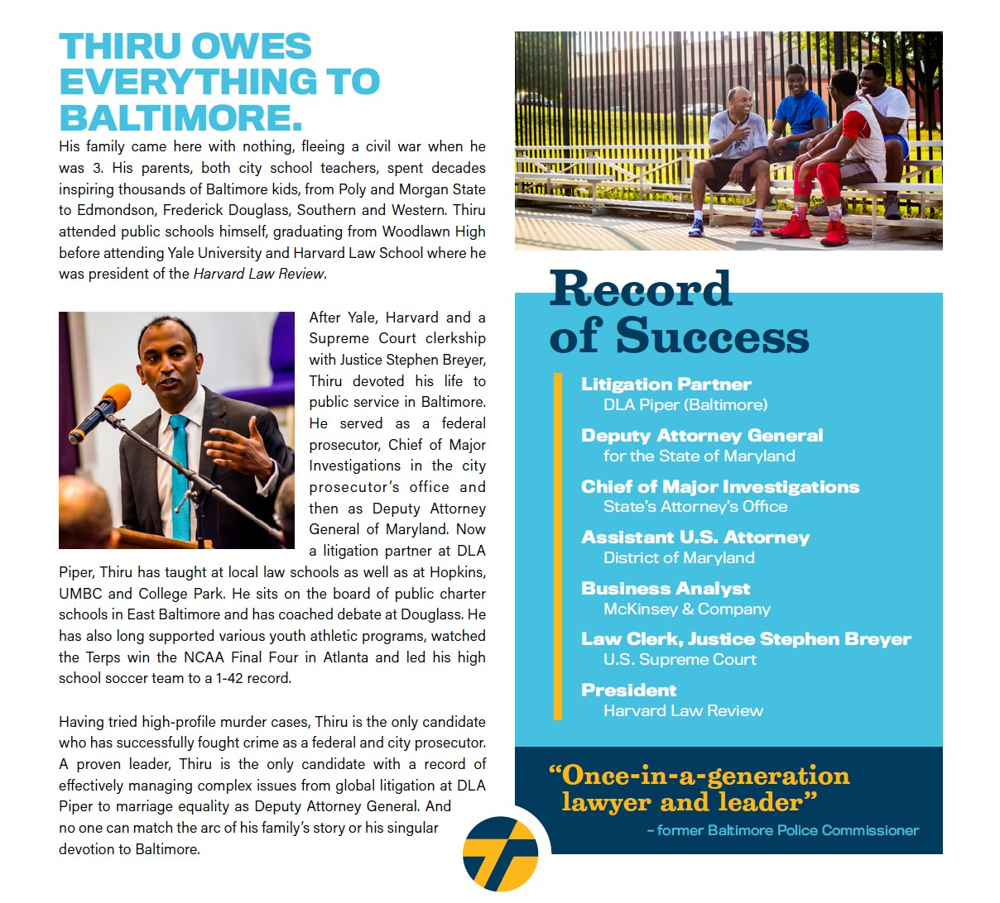 THIRU OWES
EVERYTHING TO
BALTIMORE.
His family came here with nothing, fleeing a civil war when he
was 3. His parents, both city school teachers, spent decades
inspiring thousands of Baltimore kids, from Poly and Morgan State
to Edmondson, Frederick Douglass, Southern and Western. Thiru
attended public schools himself, graduating from Woodlawn High
before attending Yale University and Harvard Law School where he
was president of the Harvard Law Review.
After Yale, Harvard and a
Supreme Court clerkship
with Justice Stephen Breyer,
Thiru devoted his life to
public service in Baltimore.
He served as a federal
prosecutor, Chief of Major
Investigations in the city
prosecutor's office and
then as Deputy Attorney
General of Maryland. Now
a litigation partner at DLA
Piper, Thiru has taught at local law schools as well as at Hopkins,
UMBC and College Park. He sits on the board of public charter
schools in East Baltimore and has coached debate at Douglass. He
has also long supported various youth athletic programs, watched
the Terps win the NCAA Final Four in Atlanta and led his high
school soccer team to a 1-42 record.
Having tried high-profile murder cases, Thiru is the only candidate
who has successfully fought crime as a federal and city prosecutor.
A proven leader, Thiru is the only candidate with a record of
effectively managing complex issues from global litigation at DLA
Piper to marriage equality as Deputy Attorney General. And
no one can match the arc of his family's story or his singular
devotion to Baltimore.
Record
of Success
Litigation Partner
DLA Piper (Baltimore)
Deputy Attorney General
for the State of Maryland
Chief of Major Investigations
State's Attorney's Office
Assistant U.S. Attorney
District of Maryland
Business Analyst
McKinsey & Company
Law Clerk, Justice Stephen Breyer
U.S. Supreme Court
President
Harvard Law Review
“Once-in-a-generation
lawyer and leader”
– former Baltimore Police Commissioner